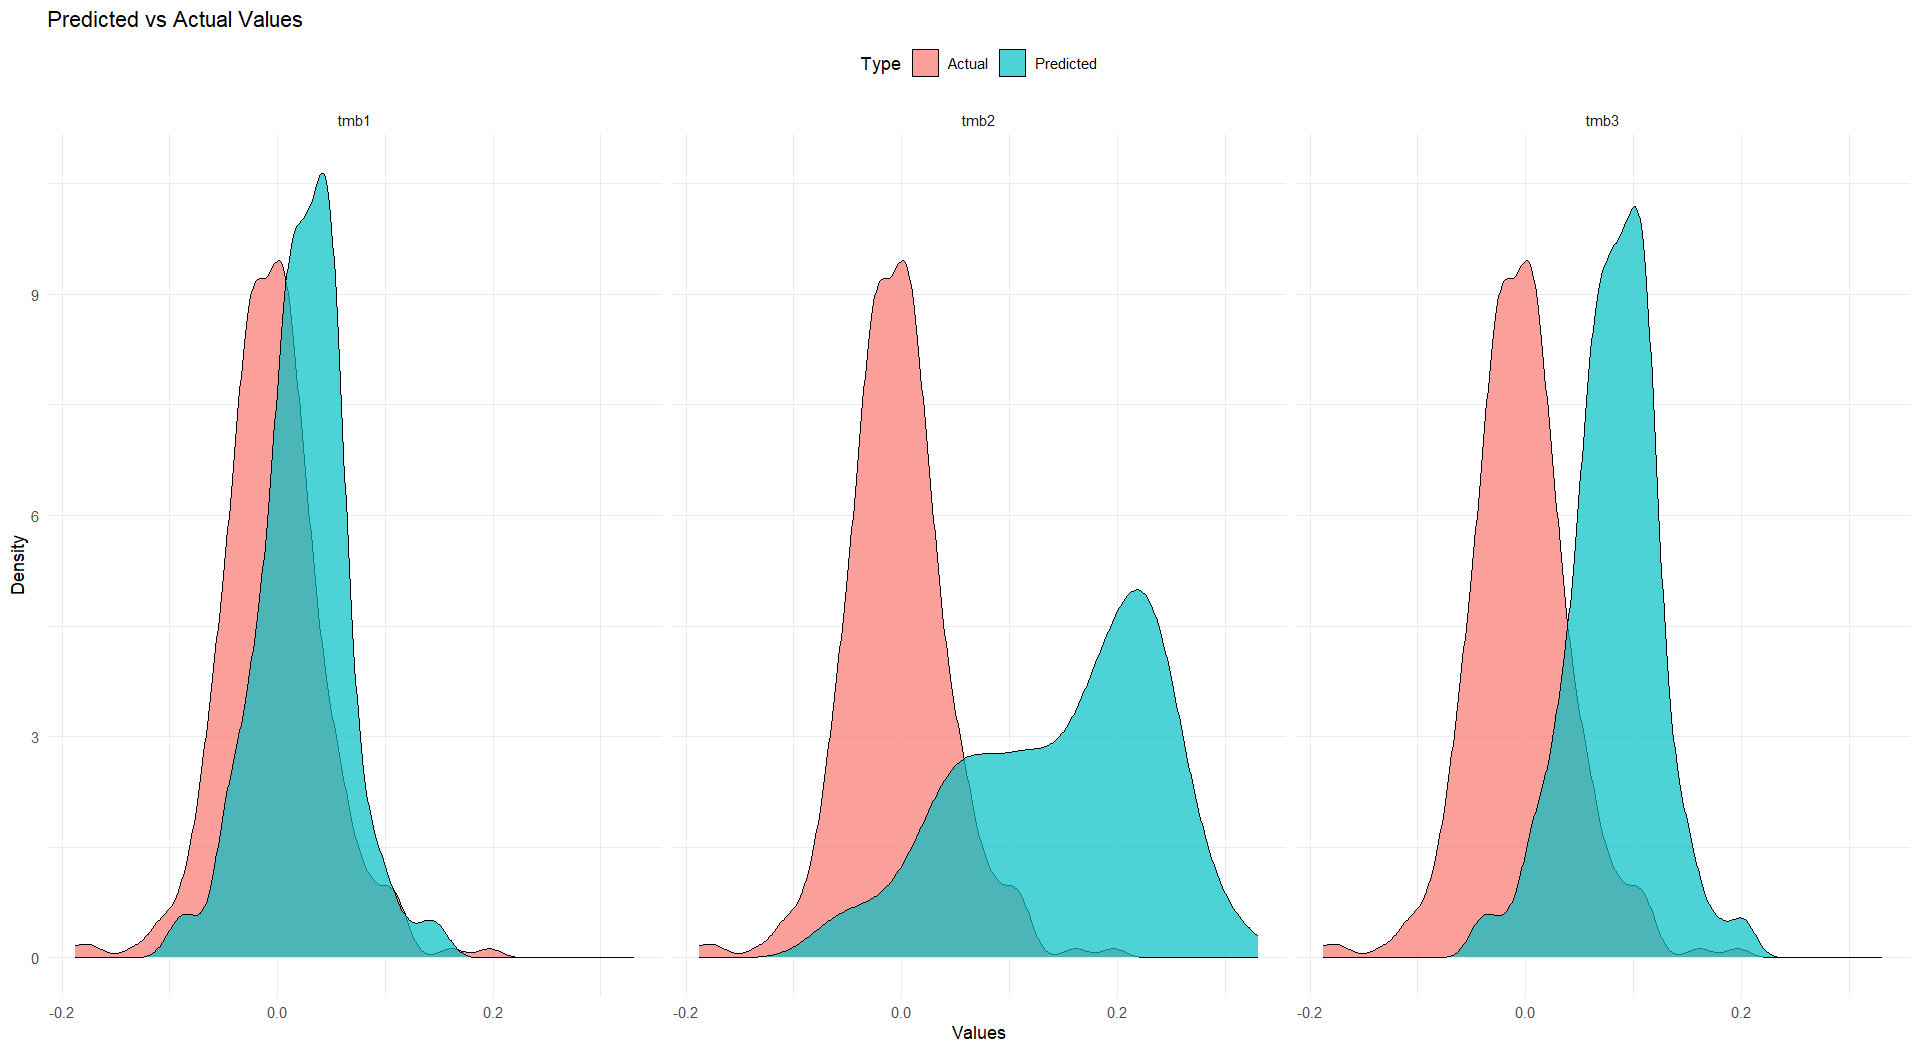 Predicted vs Actual Values
Type Actual Predicted
tmb1 tmb2 tmb3
9
6
3
0
Density
-0.2 0.0 0.2 -0.2 0.0 0.2 -0.2 0.0 0.2
Values